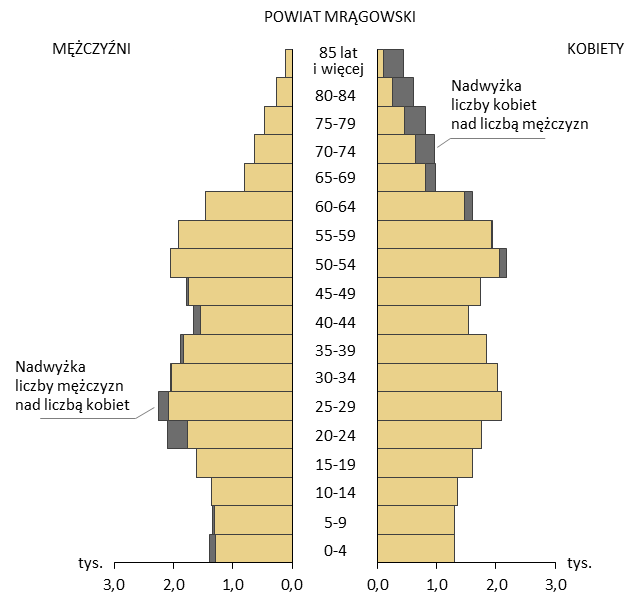 POWIAT MRĄGOWSKI
MĘŻCZYŹNI
KOBIETY
85 lat
i więcej
80-84
75-79
70-74
65-69
60-64
55-59
50-54
45-49
40-44
35-39
30-34
25-29
20-24
15-19
10-14
5-9
0-4
Nadwyżka
liczby kobiet
nad liczbą mężczyzn
Nadwyżka
liczby mężczyzn
nad liczbą kobiet
tys.
3,0 2,0 1,0 0,0
0,0 1,0 2,0 3,0
tys.